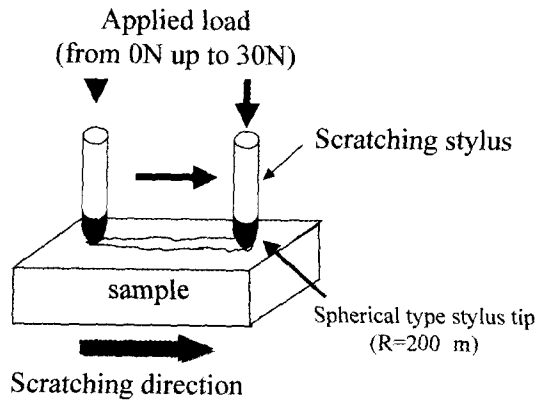 Applied load
(from 0N up to 30N)
Scratching stylus
sample
Spherical type stylus tip
(R=200 m)
Scratching direction